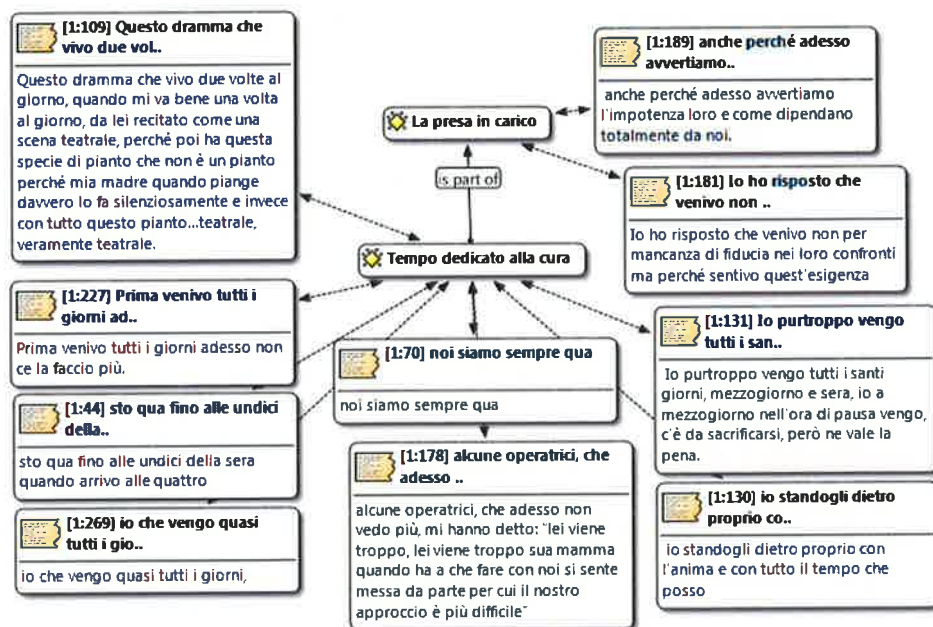 [1:109] Questo dramma che
vivo due vol..
Questo dramma che vivo due volte al
giorno, quando mi va bene una volta
al giorno, da lei recitato come una
scena teatrale, perché poi ha questa
specie di pianto che non è un pianto
perché mia madre quando piange
davvero lo fa silenziosamente e invece
con tutto questo pianto...teatrale,
veramente teatrale.
[1:189] anche perché adesso
avvertiamo..
anche perché adesso avvertiamo
l'impotenza loro e come dipendano
totalmente da noi.
La presa in carico
is part of
[1:181] Io ho risposto che
venivo non ..
Io ho risposto che venivo non per
mancanza di fiducia nei loro confronti
ma perché sentivo quest'esigenza
Tempo dedicato alla cura
[1:227] Prima venivo tutti i
giorni ad..
Prima venivo tutti i giorni adesso non
ce la faccio più.
[1:70] noi siamo sempre qua
noi siamo sempre qua
[1:131] Io purtroppo vengo
tutti i san..
Io purtroppo vengo tutti i santi
giorni, mezzogiorno e sera, io a
mezzogiorno nell'ora di pausa vengo,
c'è da sacrificarsi, però ne vale la
pena.
[1:44] sto qua fino alle undici
della..
sto qua fino alle undici della sera
quando arrivo alle quattro
[1:178] alcune operatrici, che
adesso ..
alcune operatrici, che adesso non
vedo più, mi hanno detto: "lei viene
troppo, lei viene troppo sua mamma
quando ha a che fare con noi si sente
messa da parte per cui il nostro
approccio è più difficile"
[1:130] io standogli dietro
proprio co..
io standogli dietro proprio con
l'anima e con tutto il tempo che
posso
[1:269] io che vengo quasi
tutti i gio..
io che vengo quasi tutti i giorni,